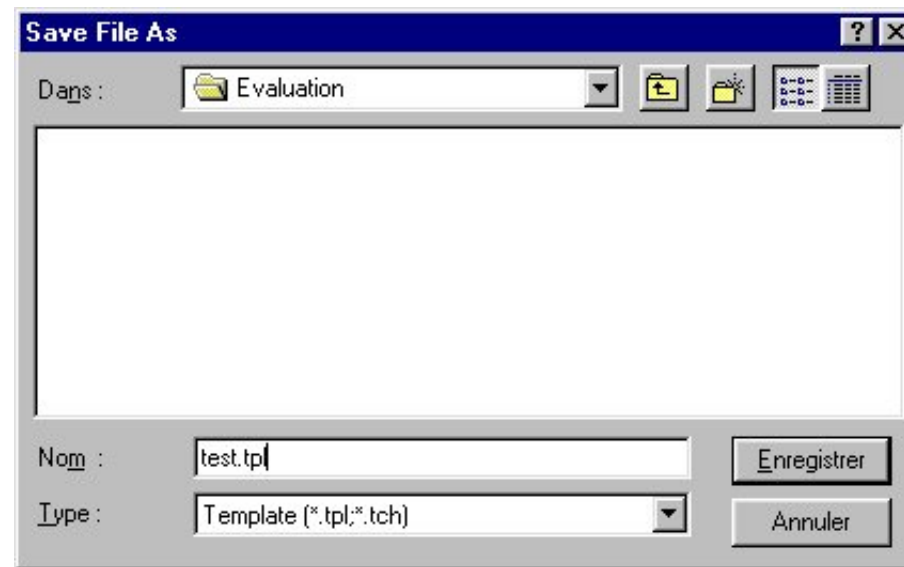 Save File As
Dans :
Evaluation
Nom :
test.tpl
Enregistrer
Type :
Template (*.tpl;*.tch)
Annuler